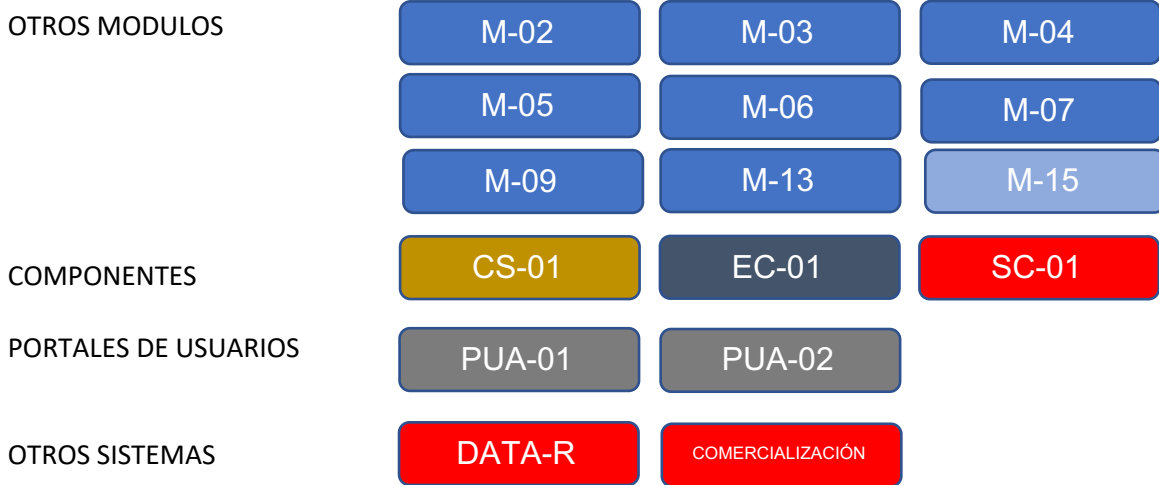 OTROS MODULOS
M-02
M-03
M-04
M-05
M-06
M-07
M-09
M-13
M-15
COMPONENTES
CS-01
EC-01
SC-01
PORTALES DE USUARIOS
PUA-01
PUA-02
OTROS SISTEMAS
DATA-R
COMERCIALIZACIÓN